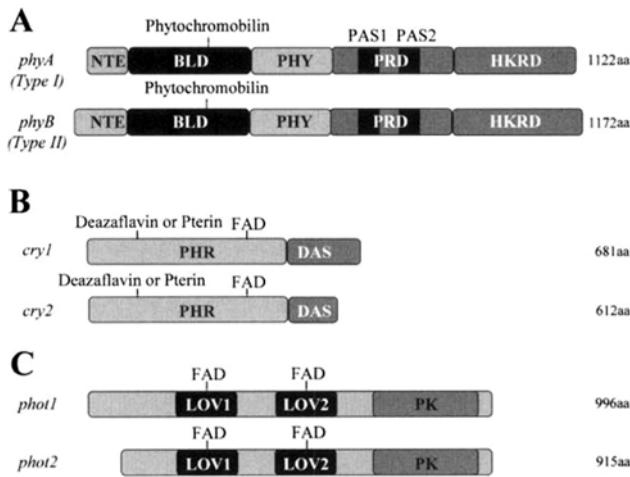 A
Phytochromobilin
PAS1 PAS2
phyA
(Type I)
NTE BLD PHY PRD HKRD 1122aa
Phytochromobilin
phyB
(Type II)
NTE BLD PHY PRD HKRD 1172aa
B
Deazaflavin or Pterin FAD
cry1 PHR DAS 681aa
Deazaflavin or Pterin FAD
cry2 PHR DAS 612aa
C
FAD FAD
phot1 LOV1 LOV2 PK 996aa
FAD FAD
phot2 LOV1 LOV2 PK 915aa